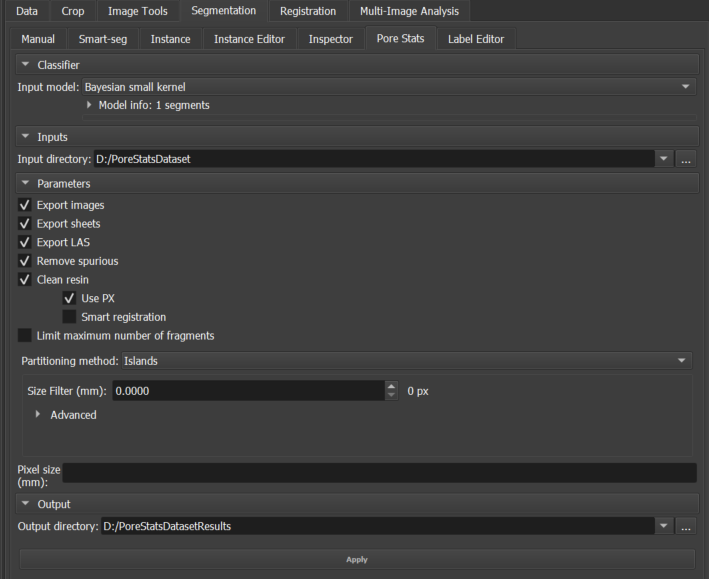 Data Crop Image Tools Segmentation Registration Multi-Image Analysis
Manual Smart-seg Instance Instance Editor Inspector Pore Stats Label Editor
Classifier
Input model: Bayesian small kernel
Model info: 1 segments
Inputs
Input directory: D:/PoreStatsDataset ...
Parameters
Export images
Export sheets
Export LAS
Remove spurious
Clean resin
Use PX
Smart registration
Limit maximum number of fragments
Partitioning method: Islands
Size Filter (mm): 0.0000 0 px
Advanced
Pixel size
(mm):
Output
Output directory: D:/PoreStatsDatasetResults ...
Apply